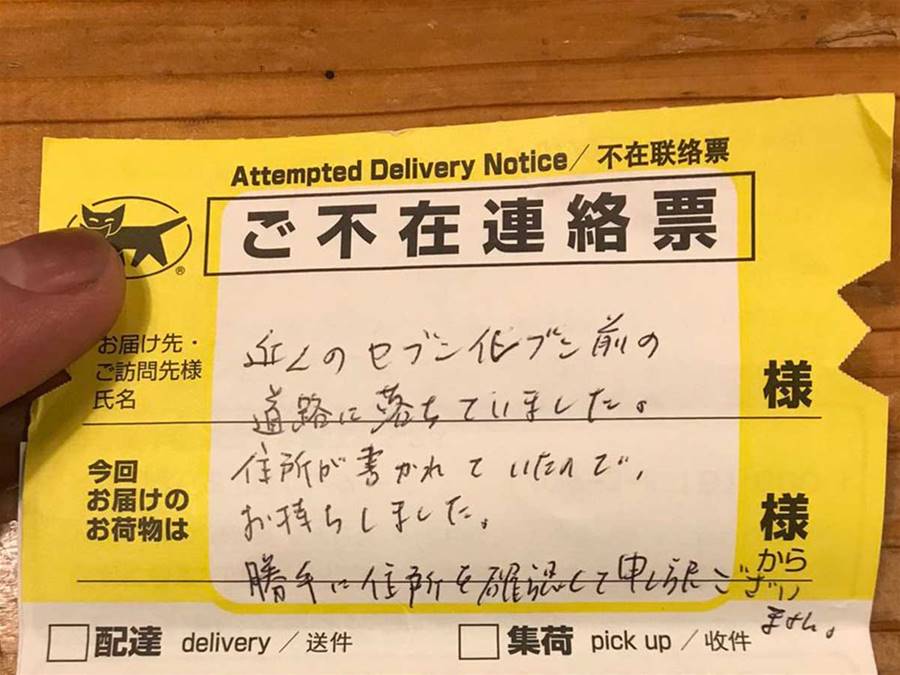 Attempted Delivery Notice／不在联络票
ご不在連絡票
®
お届け先・
ご訪問先様
氏名
様
近くのセブンイレブン前の
道路に落ちていました。
今回
お届けの
お荷物は
様
から
住所が書かれていたので、
お持ちしました。
勝手に住所を確認して申し訳ござい
ません。
配達 delivery／送件
集荷 pick up／收件